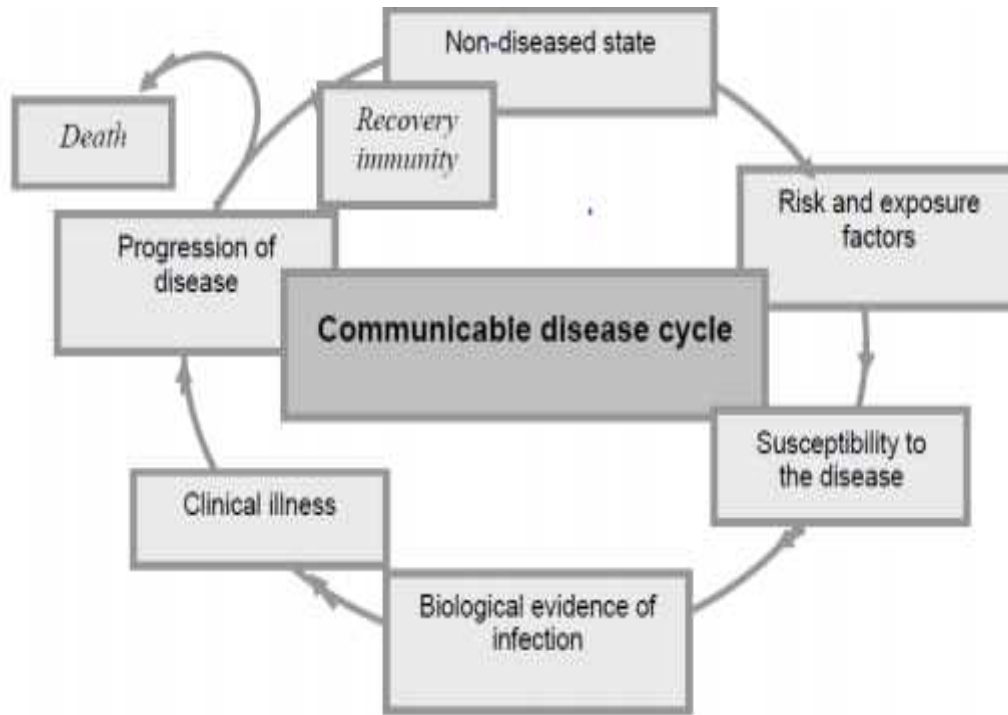 Non-diseased state
Death
Recovery
immunity
Risk and exposure
factors
Progression of
disease
Communicable disease cycle
Susceptibility to
the disease
Clinical illness
Biological evidence of
infection